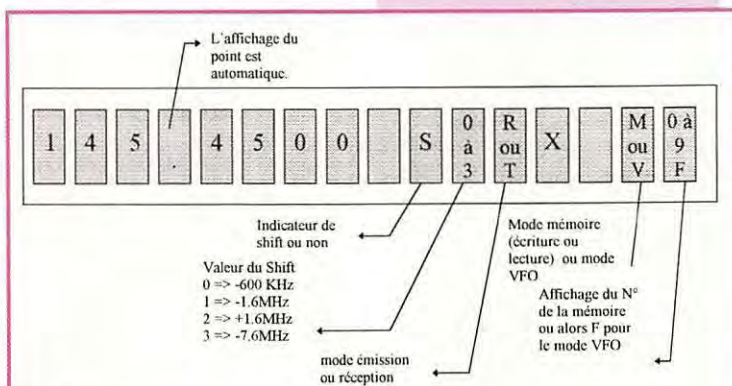 L'affichage du
point est
automatique.
1 4 5 4 5 0 0 S 0 à 3 R ou T X M ou V 0 à 9 F
Indicateur de
shift ou non
Valeur du Shift
0 => -600 KHz
1 => -1.6MHz
2 => +1.6MHz
3 => -7.6MHz
mode émission
ou réception
Mode mémoire
(écriture ou
lecture) ou mode
VFO
Affichage du N°
de la mémoire
ou alors F pour
le mode VFO